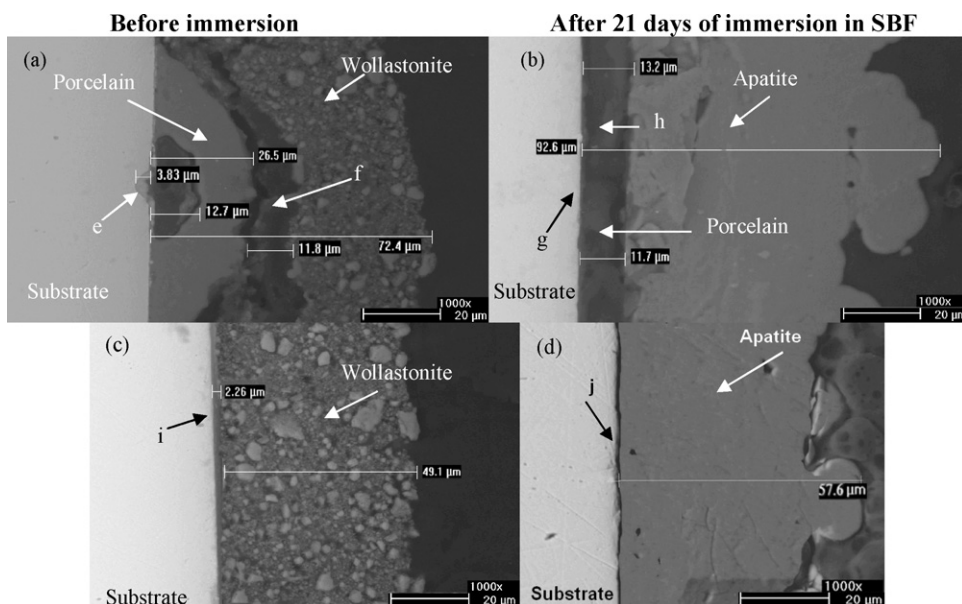 Before immersion
After 21 days of immersion in SBF
(a)
Wollastonite
Porcelain
26.5 µm
3.83 µm
f
e
12.7 µm
11.8 µm
72.4 µm
Substrate
1000x
20 µm
(b)
13.2 µm
Apatite
h
92.6 µm
g
Porcelain
11.7 µm
Substrate
1000x
20 µm
(c)
Wollastonite
2.26 µm
i
49.1 µm
1000x
20 µm
Substrate
(d)
Apatite
j
57.6 µm
1000x
20 µm
Substrate